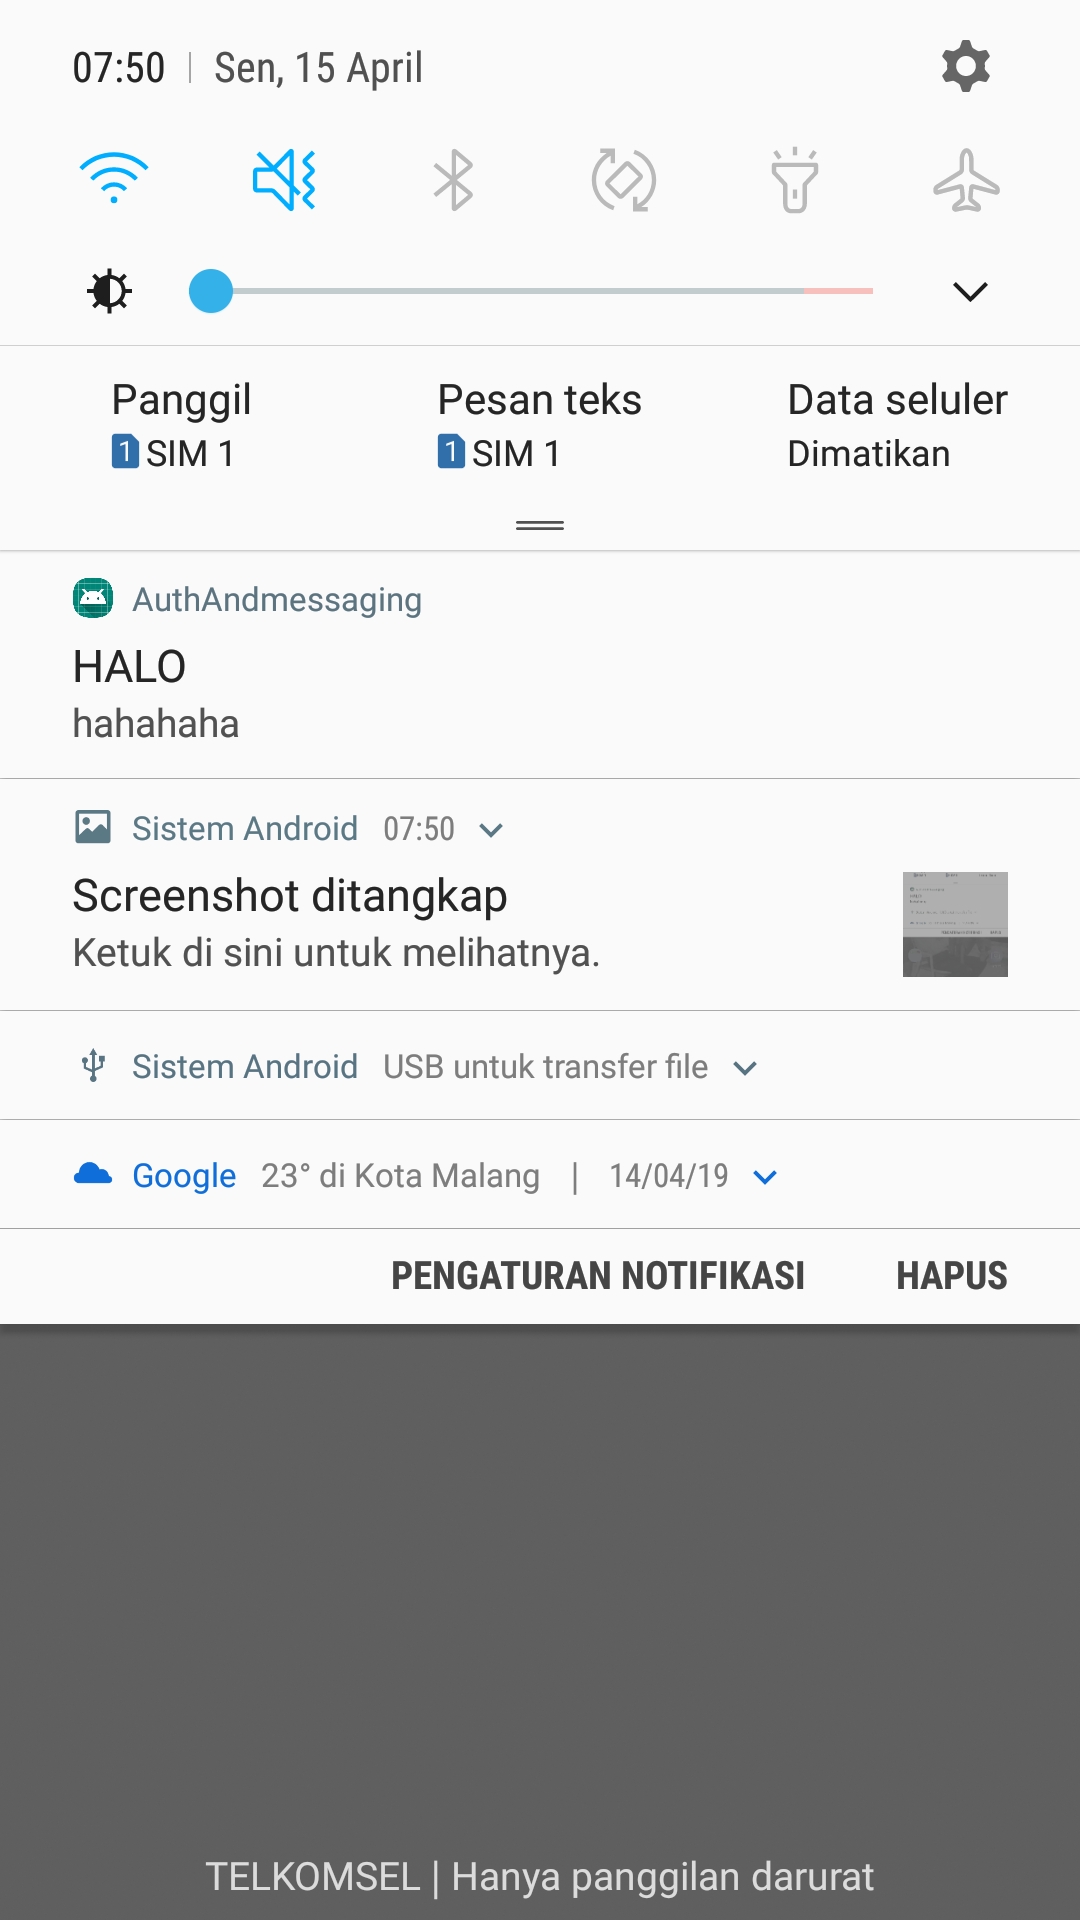 07:50 | Sen, 15 April
Panggil Pesan teks Data seluler
1 SIM 1 1 SIM 1 Dimatikan
AuthAndmessaging
HALO
hahahaha
Sistem Android 07:50
Screenshot ditangkap
Ketuk di sini untuk melihatnya.
Sistem Android USB untuk transfer file
Google 23° di Kota Malang | 14/04/19
PENGATURAN NOTIFIKASI HAPUS
TELKOMSEL | Hanya panggilan darurat